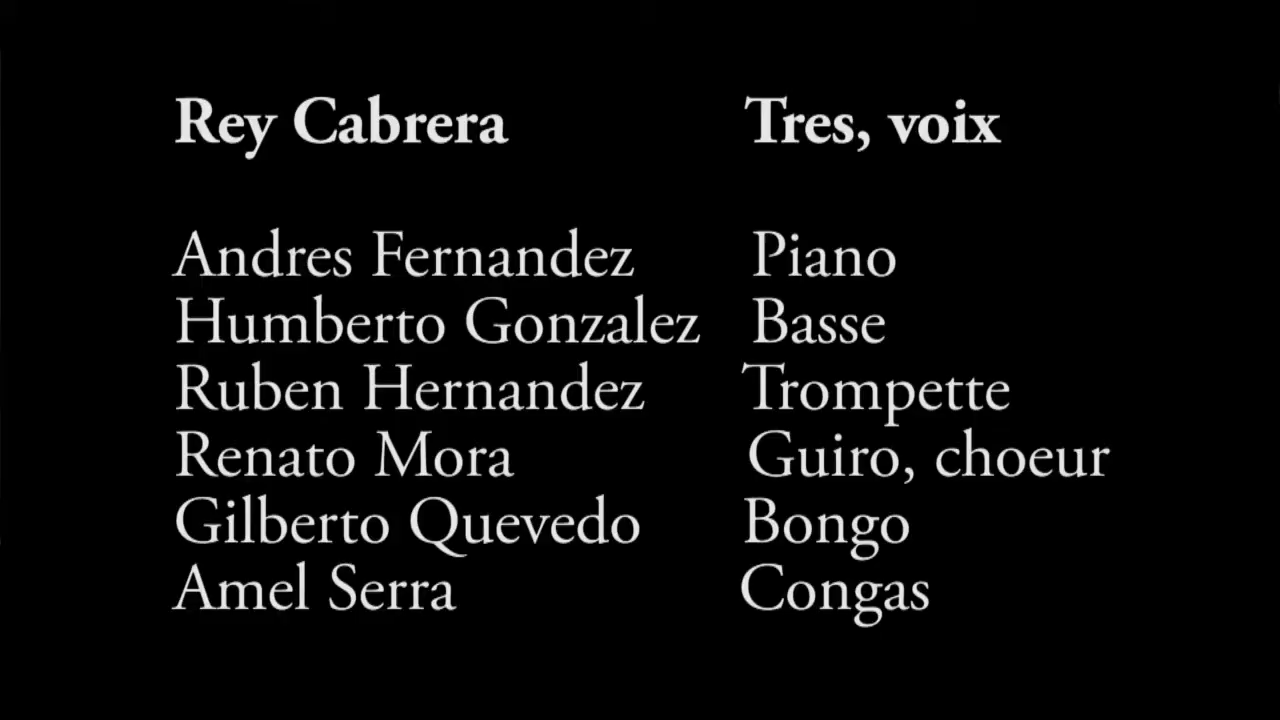 Rey Cabrera Tres, voix
Andres Fernandez Piano
Humberto Gonzalez Basse
Ruben Hernandez Trompette
Renato Mora Guiro, choeur
Gilberto Quevedo Bongo
Amel Serra Congas